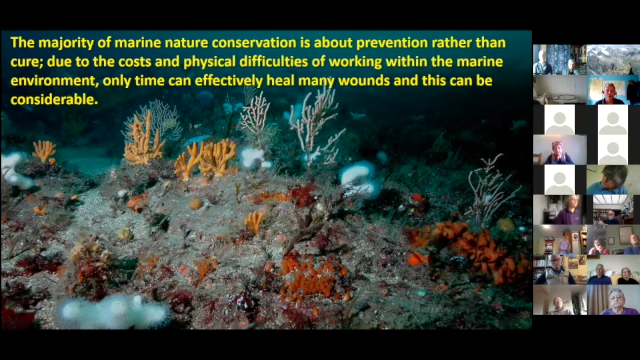 The majority of marine nature conservation is about prevention rather than
cure; due to the costs and physical difficulties of working within the marine
environment, only time can effectively heal many wounds and this can be
considerable.